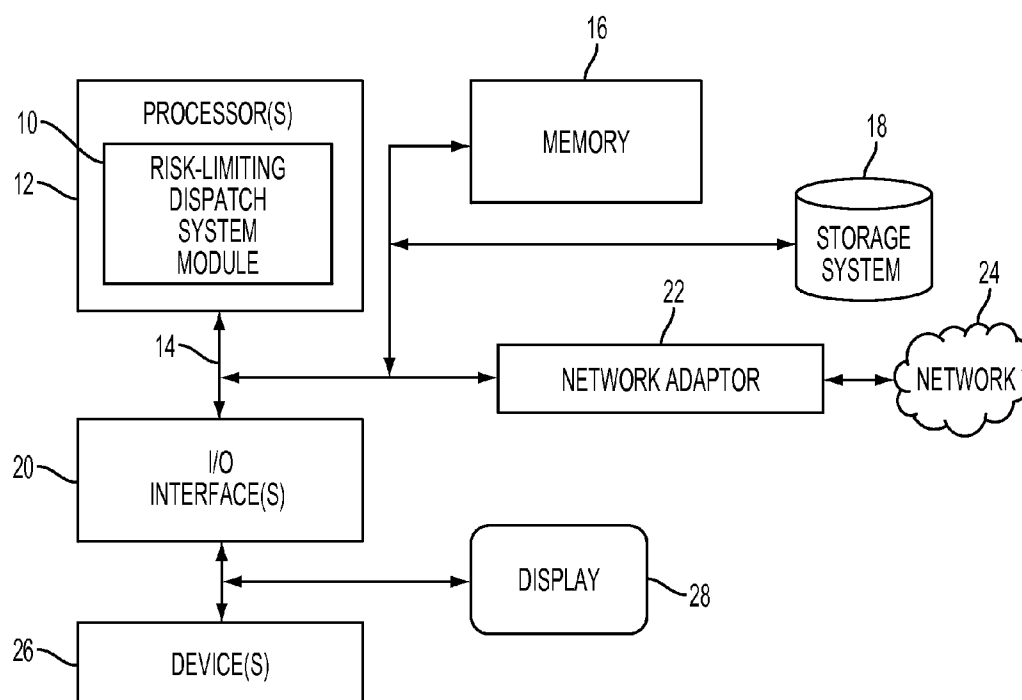 16
PROCESSOR(S)
10
MEMORY
18
RISK-LIMITING
DISPATCH
SYSTEM
MODULE
12
STORAGE
SYSTEM
24
22
14
NETWORK ADAPTOR
NETWORK
20
I/O
INTERFACE(S)
DISPLAY
28
26
DEVICE(S)